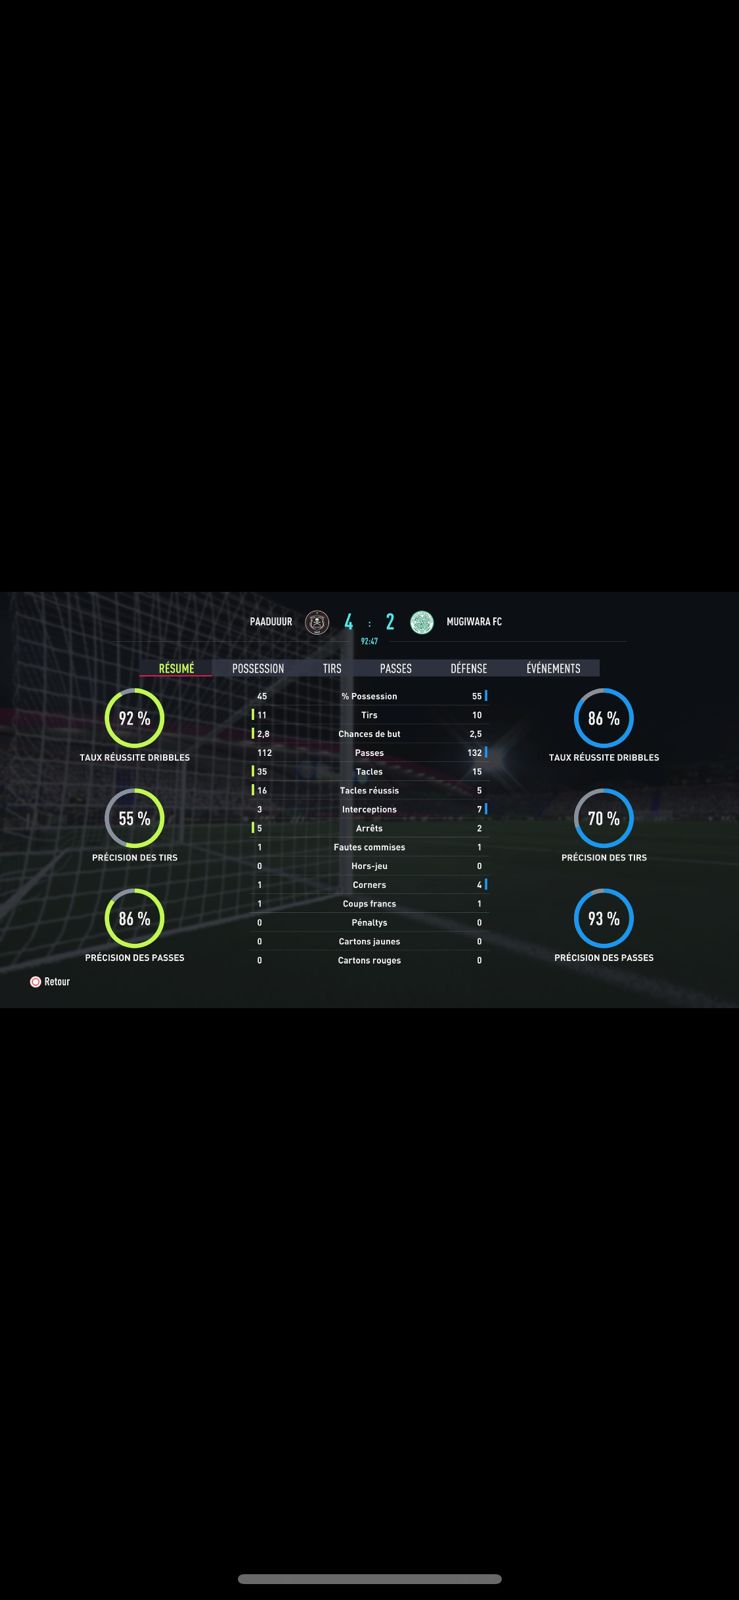 PAADUUUR 4 : 2 MUGIWARA FC
92:47
RÉSUMÉ POSSESSION TIRS PASSES DÉFENSE ÉVÉNEMENTS
45 % Possession 55
11 Tirs 10
92 % 86 %
2,8 Chances de but 2,5
112 Passes 132
TAUX RÉUSSITE DRIBBLES TAUX RÉUSSITE DRIBBLES
35 Tacles 15
16 Tacles réussis 5
3 Interceptions 7
55 % 70 %
5 Arrêts 2
1 Fautes commises 1
PRÉCISION DES TIRS PRÉCISION DES TIRS
0 Hors-jeu 0
1 Corners 4
1 Coups francs 1
86 % 93 %
0 Pénaltys 0
0 Cartons jaunes 0
PRÉCISION DES PASSES PRÉCISION DES PASSES
0 Cartons rouges 0
Retour